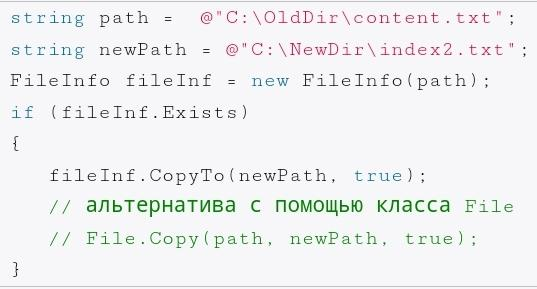 string path =  @"C:\OldDir\content.txt";
string newPath = @"C:\NewDir\index2.txt";
FileInfo fileInf = new FileInfo(path);
if (fileInf.Exists)
{
   fileInf.CopyTo(newPath, true);
   // альтернатива с помощью класса File
   // File.Copy(path, newPath, true);
}